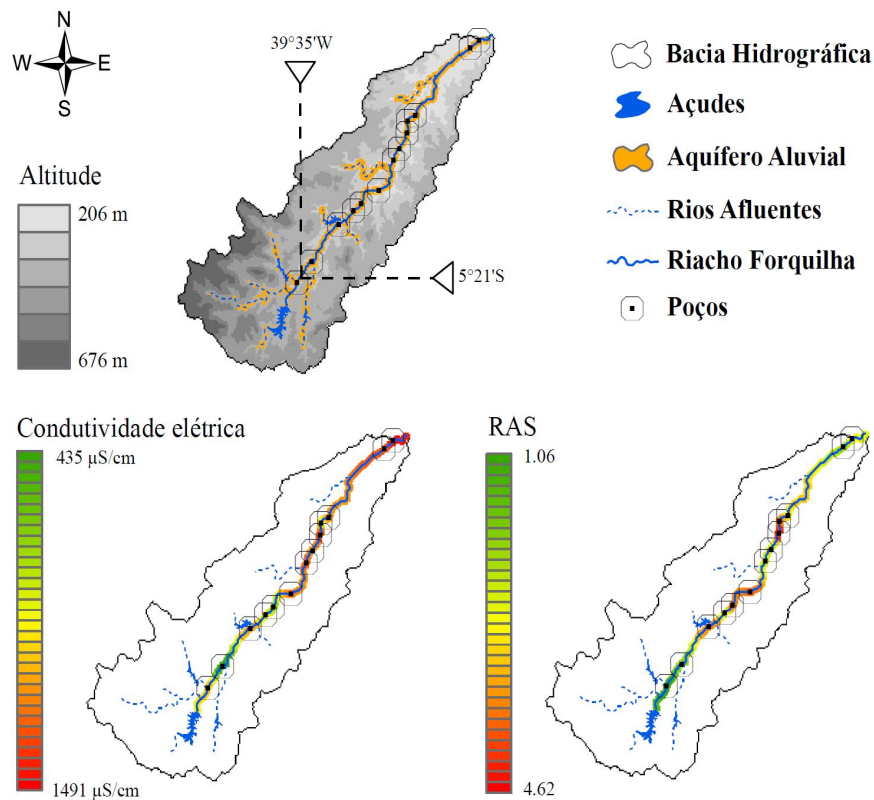 N
W E
S
39°35'W
5°21'S
Altitude
206 m
676 m
Bacia Hidrográfica
Açudes
Aquífero Aluvial
Rios Afluentes
Riacho Forquilha
Poços
Condutividade elétrica
435 µS/cm
1491 µS/cm
RAS
1.06
4.62